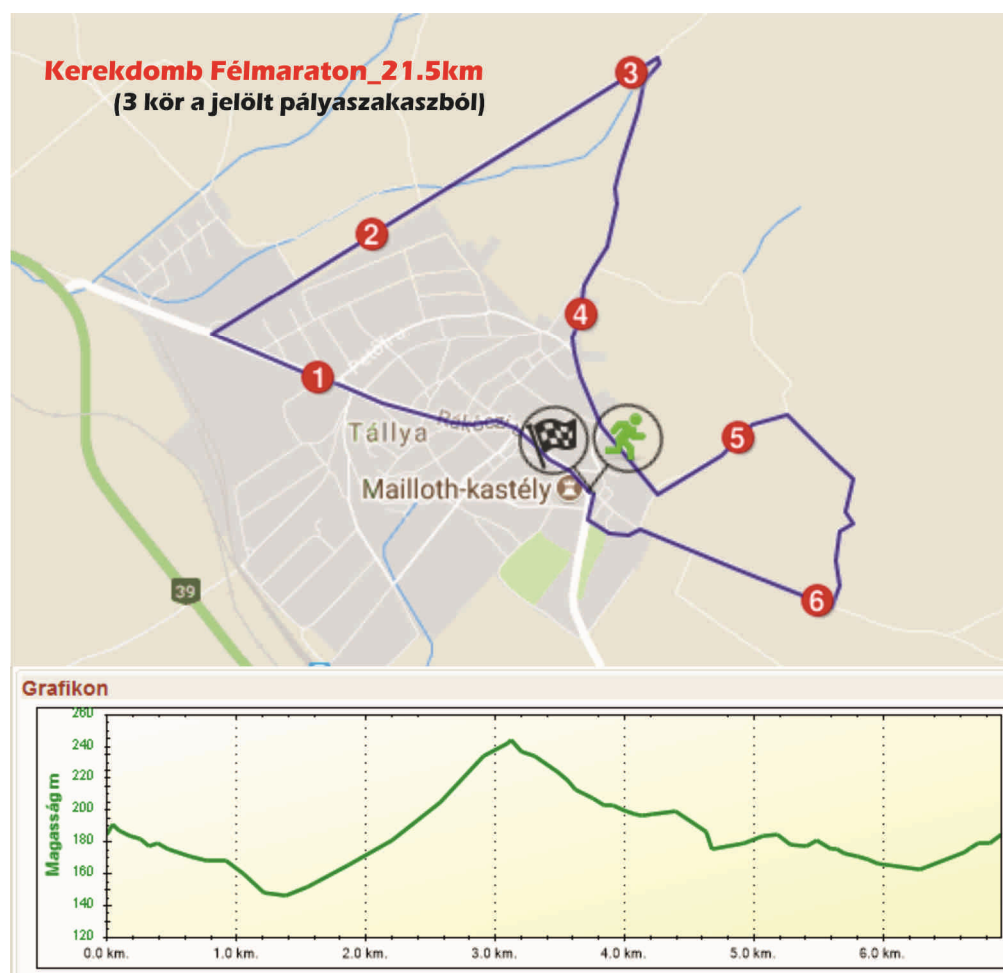 Kerekdomb Félmaraton_21.5km
(3 kör a jelölt pályaszakaszból)
3
2
4
1
Petőfi u
Rákóczi
Tállya
5
Mailloth-kastély
39
6
Grafikon
Magasság m
260
240
220
200
180
160
140
120
0.0 km.
1.0 km.
2.0 km.
3.0 km.
4.0 km.
5.0 km.
6.0 km.